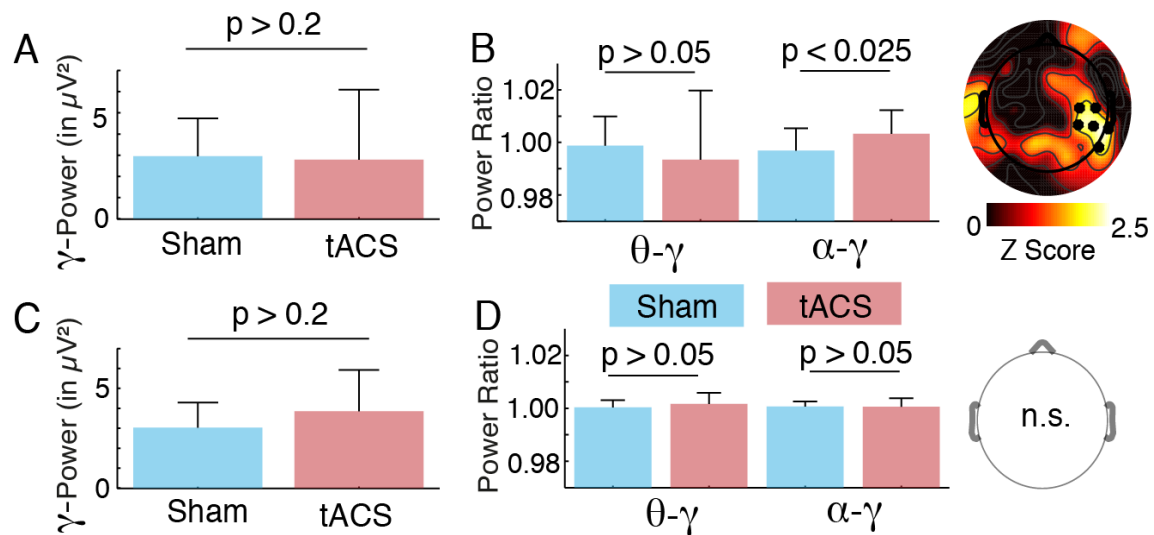 A
p > 0.2
γ-Power (in µV²)
5
0
Sham
tACS
B
p > 0.05
p < 0.025
Power Ratio
1.02
1.00
0.98
θ-γ
α-γ
0
2.5
Z Score
Sham
tACS
C
p > 0.2
γ-Power (in µV²)
5
0
Sham
tACS
D
p > 0.05
p > 0.05
Power Ratio
1.02
1.00
0.98
θ-γ
α-γ
n.s.